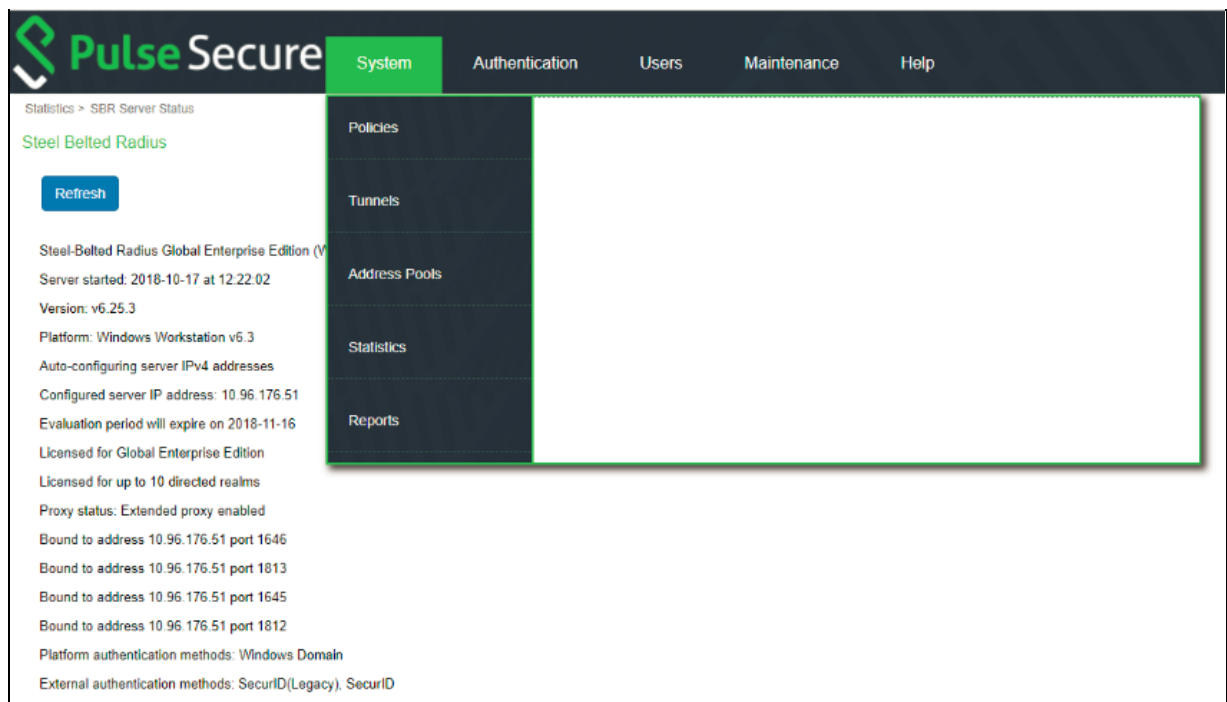 Pulse Secure
System Authentication Users Maintenance Help
Statistics > SBR Server Status
Steel Belted Radius
Refresh
Policies
Tunnels
Address Pools
Statistics
Reports
Steel-Belted Radius Global Enterprise Edition
Server started: 2018-10-17 at 12:22:02
Version: v6.25.3
Platform: Windows Workstation v6.3
Auto-configuring server IPv4 addresses
Configured server IP address: 10.96.176.51
Evaluation period will expire on 2018-11-16
Licensed for Global Enterprise Edition
Licensed for up to 10 directed realms
Proxy status: Extended proxy enabled
Bound to address 10.96.176.51 port 1646
Bound to address 10.96.176.51 port 1813
Bound to address 10.96.176.51 port 1645
Bound to address 10.96.176.51 port 1812
Platform authentication methods: Windows Domain
External authentication methods: SecurID(Legacy), SecurID